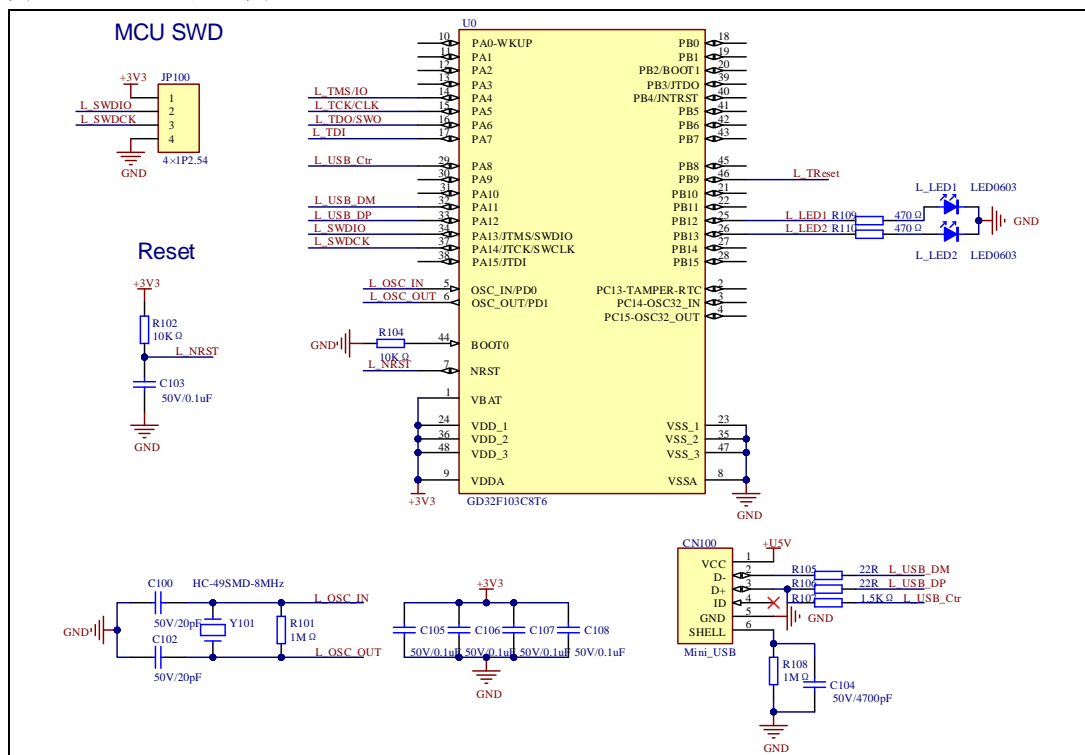 MCU SWD
+3V3
JP100
1
L_SWDIO
2
L_SWDCK
3
4
GND
4×1P2.54
Reset
+3V3
R102
10KΩ
L_NRST
C103
50V/0.1uF
GND
U0
10 PA0-WKUP
11 PA1
12 PA2
13 PA3
L_TMS/IO 14 PA4
L_TCK/CLK 15 PA5
L_TDO/SWO 16 PA6
L_TDI 17 PA7
L_USB_Ctr 29 PA8
30 PA9
31 PA10
L_USB_DM 32 PA11
L_USB_DP 33 PA12
L_SWDIO 34 PA13/JTMS/SWDIO
L_SWDCK 37 PA14/JTCK/SWCLK
38 PA15/JTDI
L_OSC_IN 5 OSC_IN/PD0
L_OSC_OUT 6 OSC_OUT/PD1
R104
GND 44 BOOT0
10KΩ
L_NRST 7 NRST
1 VBAT
24 VDD_1
36 VDD_2
48 VDD_3
9 VDDA
+3V3
GD32F103C8T6
PB0 18
PB1 19
PB2/BOOT1 20
PB3/JTDO 39
PB4/JNTRST 40
PB5 41
PB6 42
PB7 43
PB8 45
PB9 46 L_TReset
PB10 21
PB11 22
PB12 25 L_LED1 R109 470Ω
PB13 26 L_LED2 R110 470Ω
PB14 27
PB15 28
L_LED1 LED0603
GND
L_LED2 LED0603
PC13-TAMPER-RTC 2
PC14-OSC32_IN 3
PC15-OSC32_OUT 4
VSS_1 23
VSS_2 35
VSS_3 47
VSSA 8
GND
C100 HC-49SMD-8MHz
L_OSC_IN
50V/20pF
GND
Y101
R101
1MΩ
C102
L_OSC_OUT
50V/20pF
+3V3
C105 C106 C107 C108
50V/0.1uF 50V/0.1uF 50V/0.1uF 50V/0.1uF
GND
CN100
+U5V
VCC 1
D- 2 R105 22R L_USB_DM
D+ 3 R106 22R L_USB_DP
ID 4 R107 1.5KΩ L_USB_Ctr
GND 5 GND
SHELL 6
Mini_USB
R108
1MΩ
C104
50V/4700pF
GND